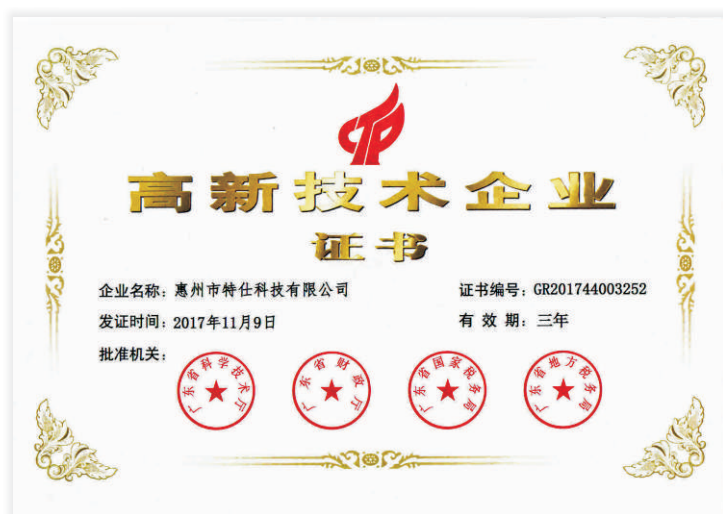 高新技术企业
证书
企业名称：惠州市特仕科技有限公司
证书编号：GR201744003252
发证时间：2017年11月9日
有效期：三年
批准机关：
广东省科学技术厅
广东省财政厅
广东省国家税务局
广东省地方税务局